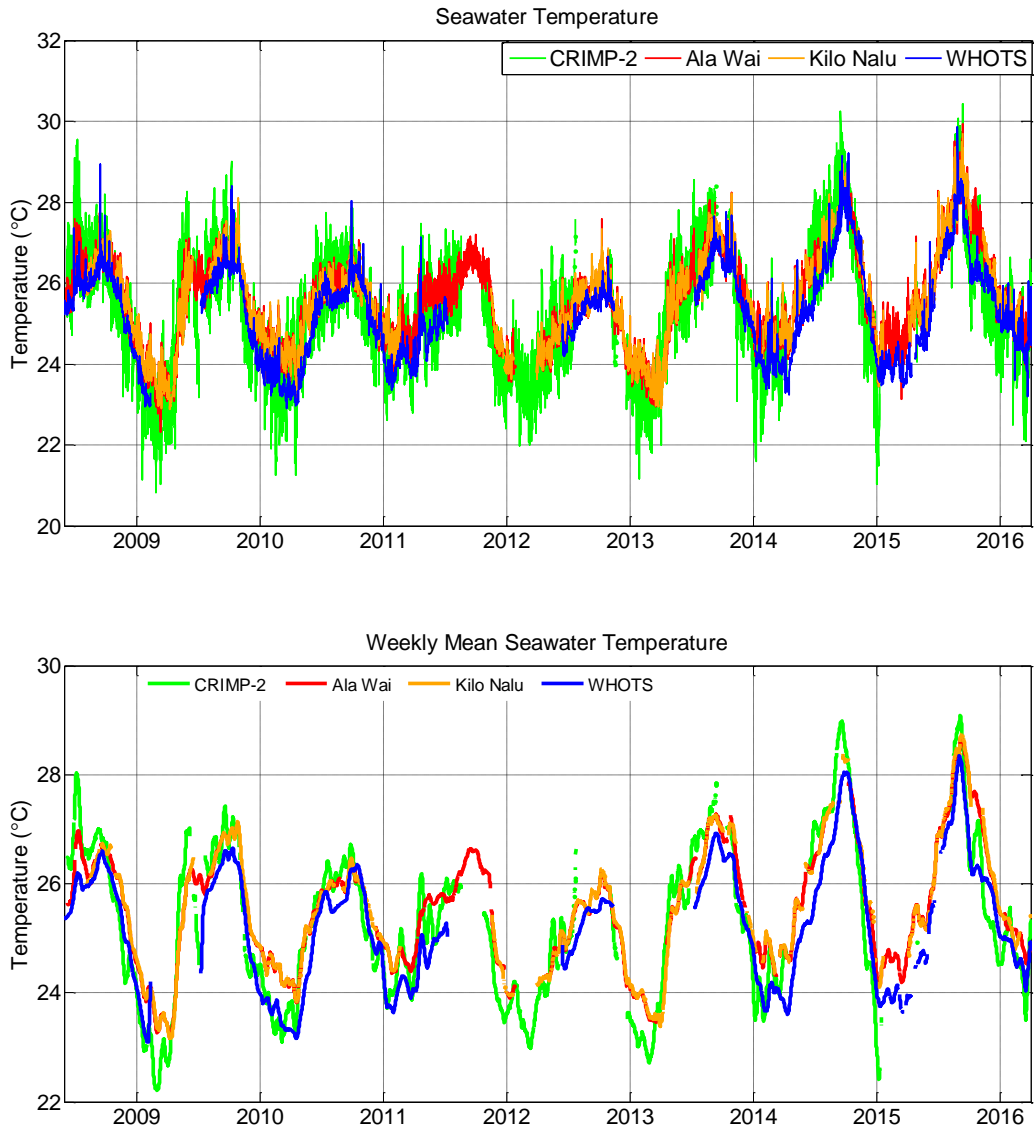 Seawater Temperature
32
CRIMP-2 Ala Wai Kilo Nalu WHOTS
30
28
26
24
22
20
Temperature (°C)
2009 2010 2011 2012 2013 2014 2015 2016
Weekly Mean Seawater Temperature
30
CRIMP-2 Ala Wai Kilo Nalu WHOTS
28
26
24
22
Temperature (°C)
2009 2010 2011 2012 2013 2014 2015 2016